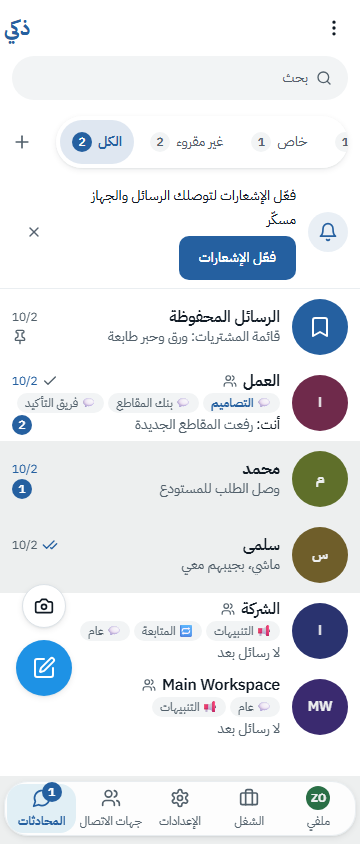 ذكي
بحث
الكل 2 غير مقروء 2 خاص 1 1
فعّل الإشعارات لتوصلك الرسائل والجهاز
مسكّر
فعّل الإشعارات
الرسائل المحفوظة 10/2
قائمة المشتريات: ورق وحبر طابعة
العمل 10/2
ا
التصاميم بنك المقاطع فريق التأكيد
أنت: رفعت المقاطع الجديدة 2
محمد 10/2
م
وصل الطلب للمستودع 1
سلمى 10/2
س
ماشي، بجيبهم معي
الشركة
ا
التنبيهات المتابعة عام
لا رسائل بعد
Main Workspace
MW
عام التنبيهات
لا رسائل بعد
ZO 1
ملفي الشغل الإعدادات جهات الاتصال المحادثات